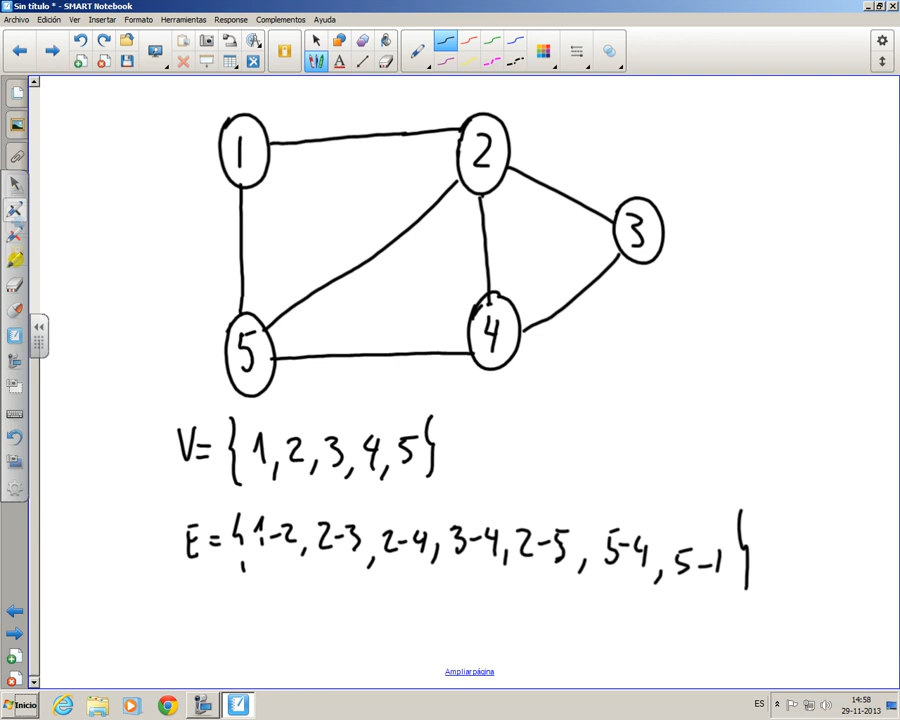 Sin título * - SMART Notebook
Archivo Edición Ver Insertar Formato Herramientas Response Complementos Ayuda
1
2
3
4
5
V= { 1, 2, 3, 4, 5 }
E = { 1-2, 2-3, 2-4, 3-4, 2-5, 5-4, 5-1 }
Ampliar página
Inicio
ES
14:58
29-11-2013